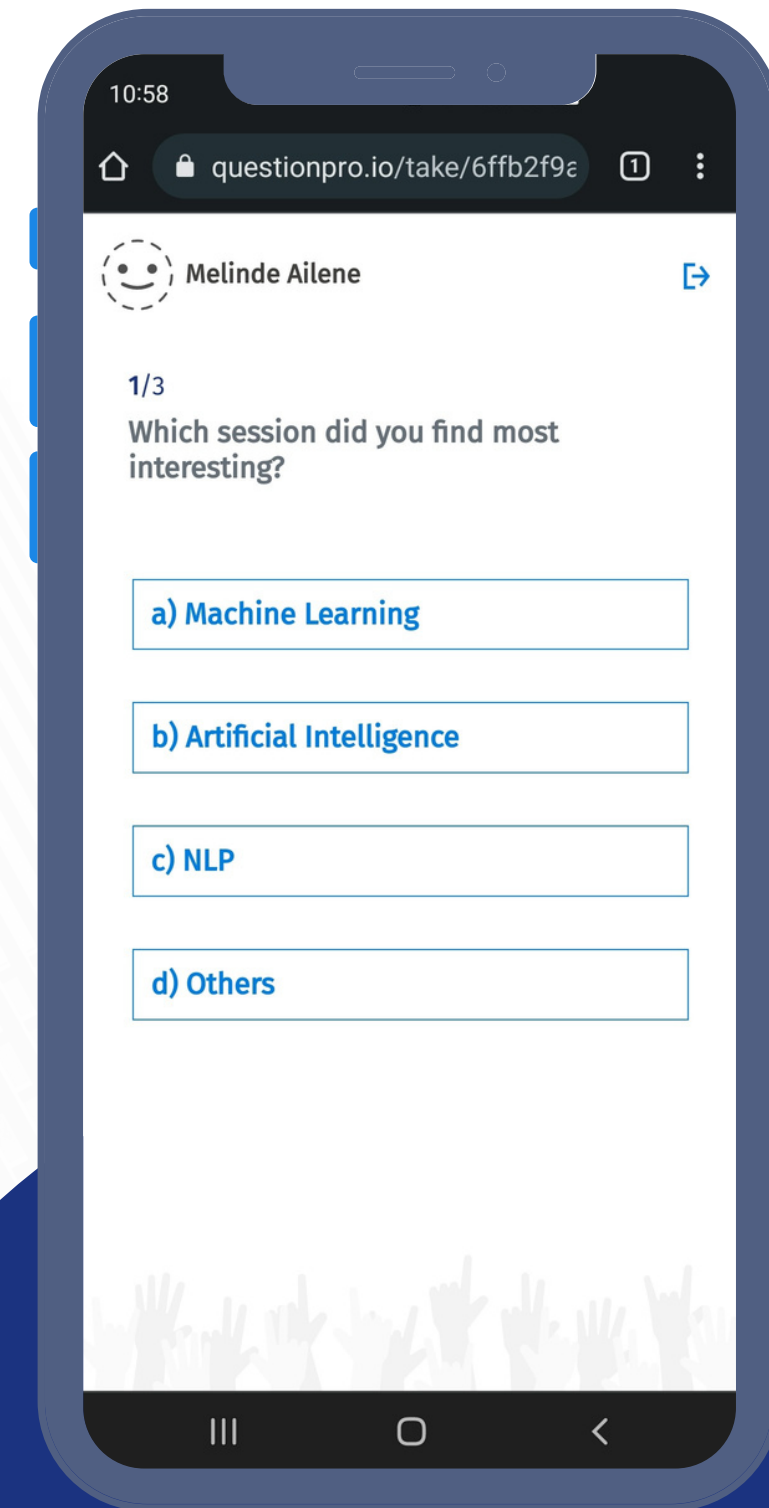 10:58
questionpro.io/take/6ffb2f9a
1
Melinde Ailene
1/3
Which session did you find most
interesting?
a) Machine Learning
b) Artificial Intelligence
c) NLP
d) Others